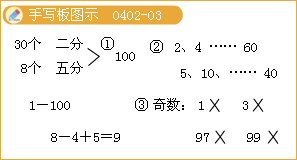 手写板图示 0402-03
30个 二分 ① 100 ② 2、4 …… 60
8个 五分 5、10、…… 40
1－100 ③ 奇数：1╳ 3╳
8－4＋5＝9 97╳ 99╳